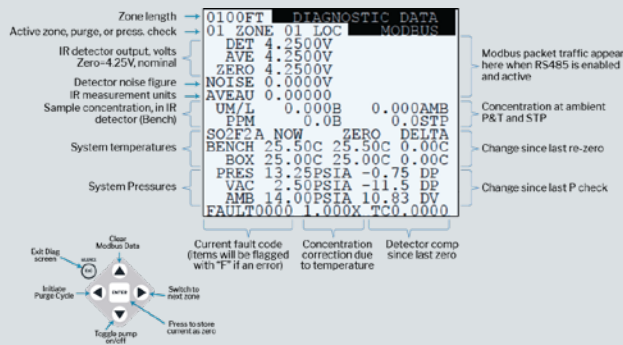 Zone length
Active zone, purge, or press. check
IR detector output, volts
Zero=4.25V, nominal
Detector noise figure
IR measurement units
Sample concentration, in IR
detector (Bench)
System temperatures
System Pressures
0100FT DIAGNOSTIC DATA
01 ZONE 01 LOC MODBUS
DET 4.2500V
AVE 4.2500V
ZERO 4.2500V
NOISE 0.0000V
AVEAU 0.00000
UM/L 0.000B 0.000AMB
PPM 0.0B 0.0STP
SO2F2A NOW ZERO DELTA
BENCH 25.50C 25.50C 0.00C
BOX 25.00C 25.00C 0.00C
PRES 13.25PSIA -0.75 DP
VAC 2.50PSIA -11.5 DP
AMB 14.00PSIA 10.83 DV
FAULT0000 1.000X TC0.0000
Modbus packet traffic appear
here when RS485 is enabled
and active
Concentration at ambient
P&T and STP
Change since last re-zero
Change since last P check
Current fault code
(items will be flagged
with "F" if an error)
Concentration
correction due
to temperature
Detector comp
since last zero
Clear
Modbus Data
Exit Diag
screen
ESC
Initiate
Purge Cycle
ENTER
Switch to
next zone
Toggle pump
on/off
Press to store
current as zero